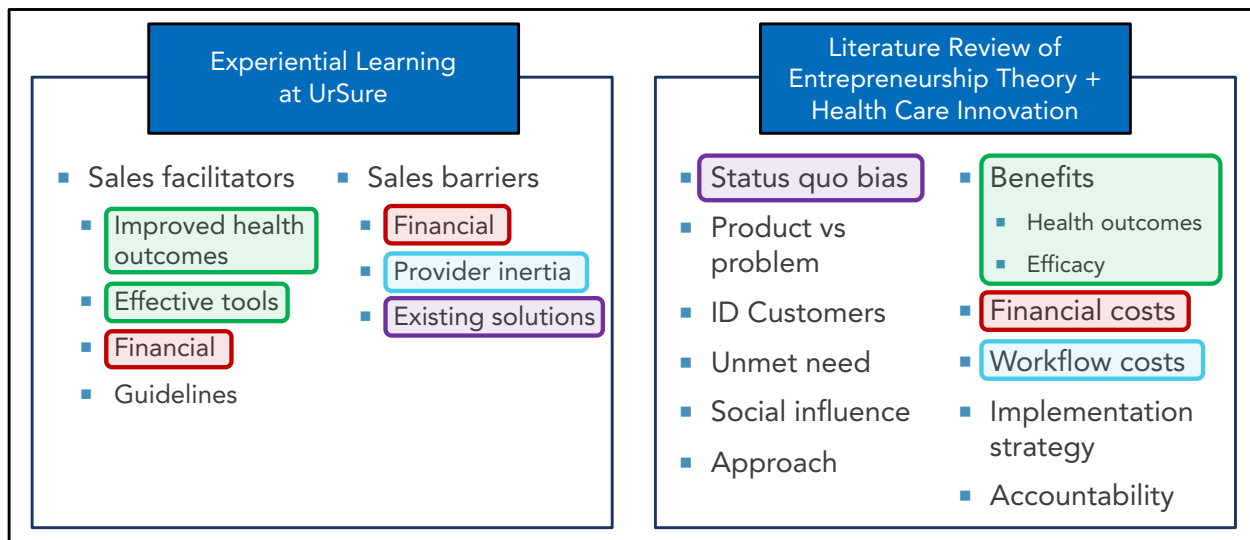 Experiential Learning
at UrSure
Sales facilitators
Improved health
outcomes
Effective tools
Financial
Guidelines
Sales barriers
Financial
Provider inertia
Existing solutions
Literature Review of
Entrepreneurship Theory +
Health Care Innovation
Status quo bias
Product vs
problem
ID Customers
Unmet need
Social influence
Approach
Benefits
Health outcomes
Efficacy
Financial costs
Workflow costs
Implementation
strategy
Accountability